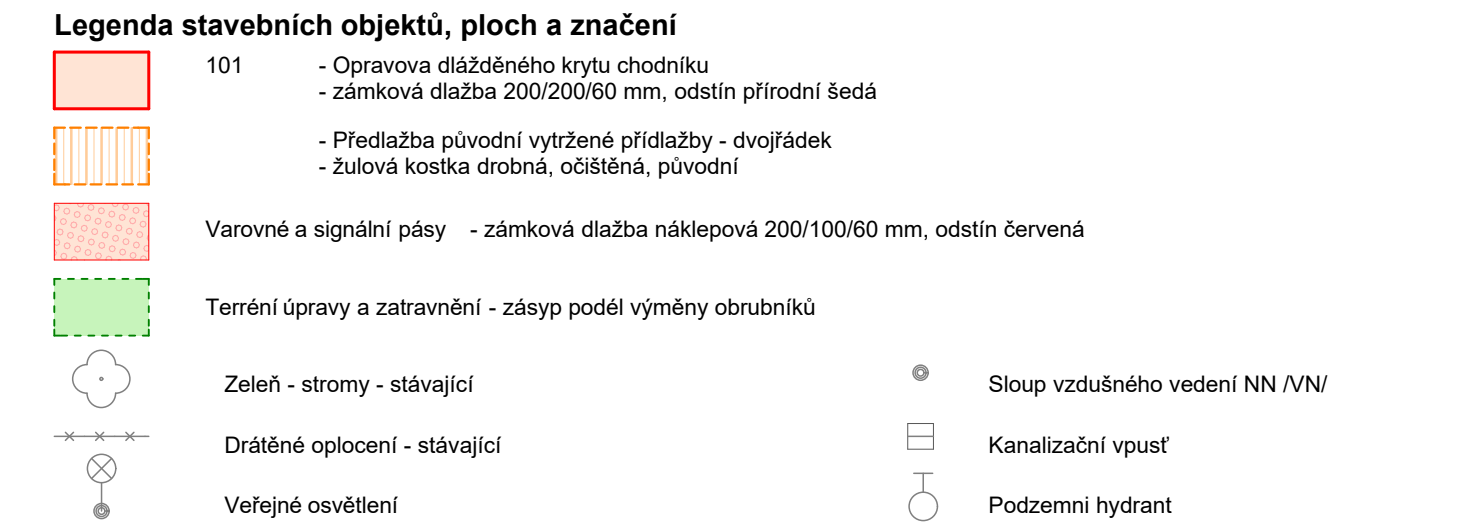 Legenda stavebních objektů, ploch a značení
101 - Opravova dlážděného krytu chodníku
- zámková dlažba 200/200/60 mm, odstín přírodní šedá
- Předlažba původní vytržené přídlažby - dvojřádek
- žulová kostka drobná, očištěná, původní
Varovné a signální pásy - zámková dlažba náklepová 200/100/60 mm, odstín červená
Terréní úpravy a zatravnění - zásyp podél výměny obrubníků
Zeleň - stromy - stávající
Sloup vzdušného vedení NN /VN/
Drátěné oplocení - stávající
Kanalizační vpusť
Veřejné osvětlení
Podzemni hydrant